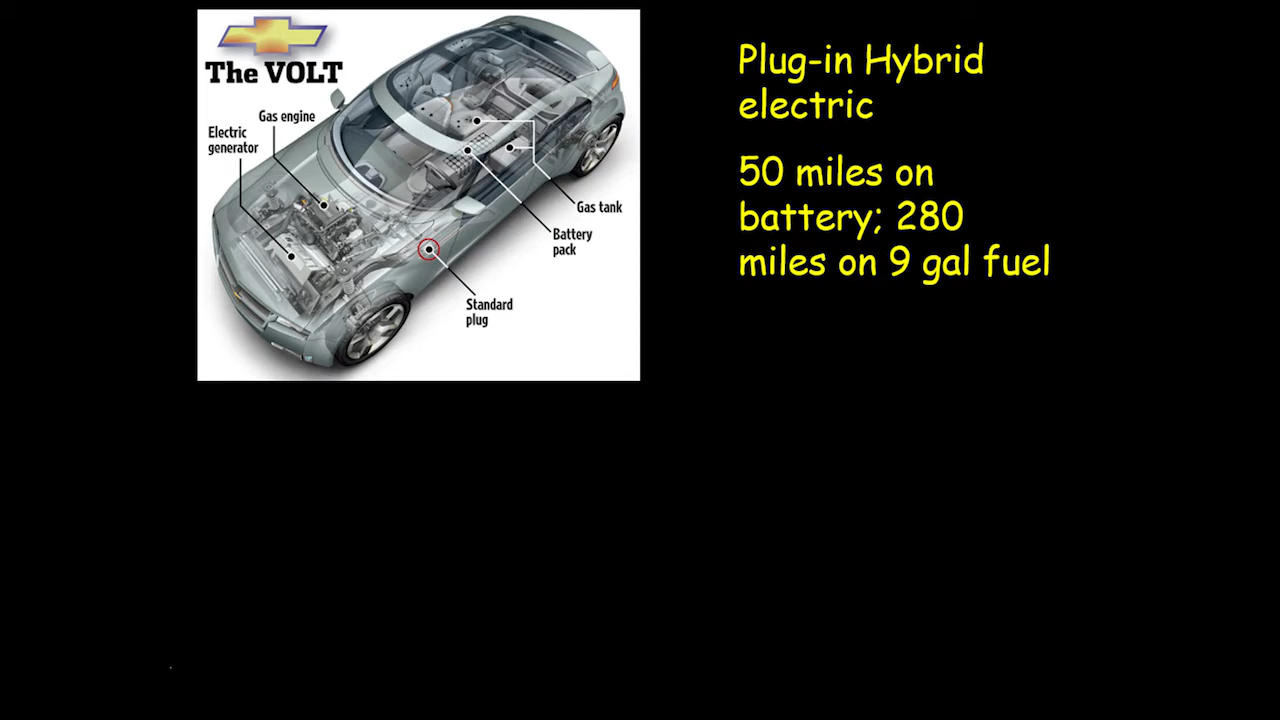 The VOLT
Gas engine
Electric
generator
Gas tank
Battery
pack
Standard
plug
Plug-in Hybrid
electric
50 miles on
battery; 280
miles on 9 gal fuel